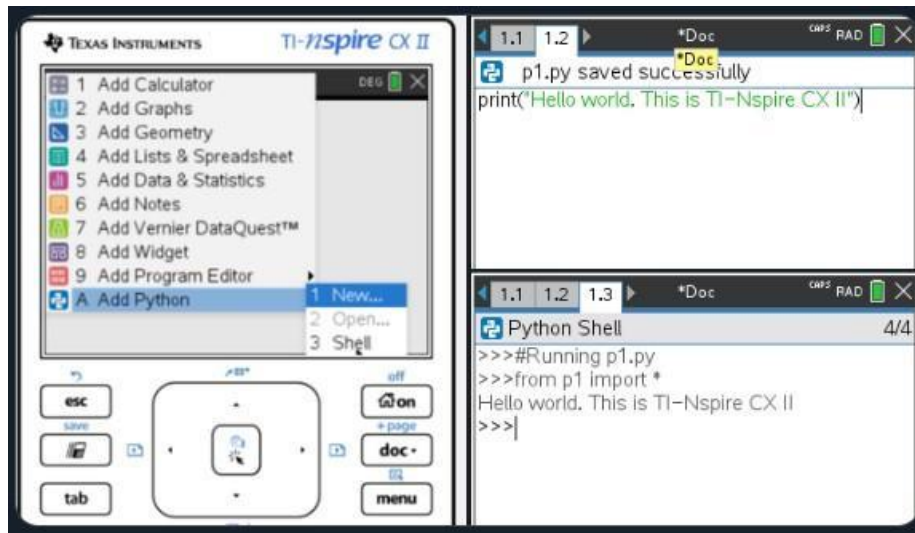 TEXAS INSTRUMENTS
TI-nspire CX II
DEG
1 Add Calculator
2 Add Graphs
3 Add Geometry
4 Add Lists & Spreadsheet
5 Add Data & Statistics
6 Add Notes
7 Add Vernier DataQuest™
8 Add Widget
9 Add Program Editor
A Add Python
1 New...
2 Open...
3 Shell
esc
off
on
save
+page
doc
tab
menu
1.1 1.2 *Doc CAPS RAD
*Doc
p1.py saved successfully
print("Hello world. This is TI-Nspire CX II")
1.1 1.2 1.3 *Doc CAPS RAD
Python Shell 4/4
>>>#Running p1.py
>>>from p1 import *
Hello world. This is TI-Nspire CX II
>>>